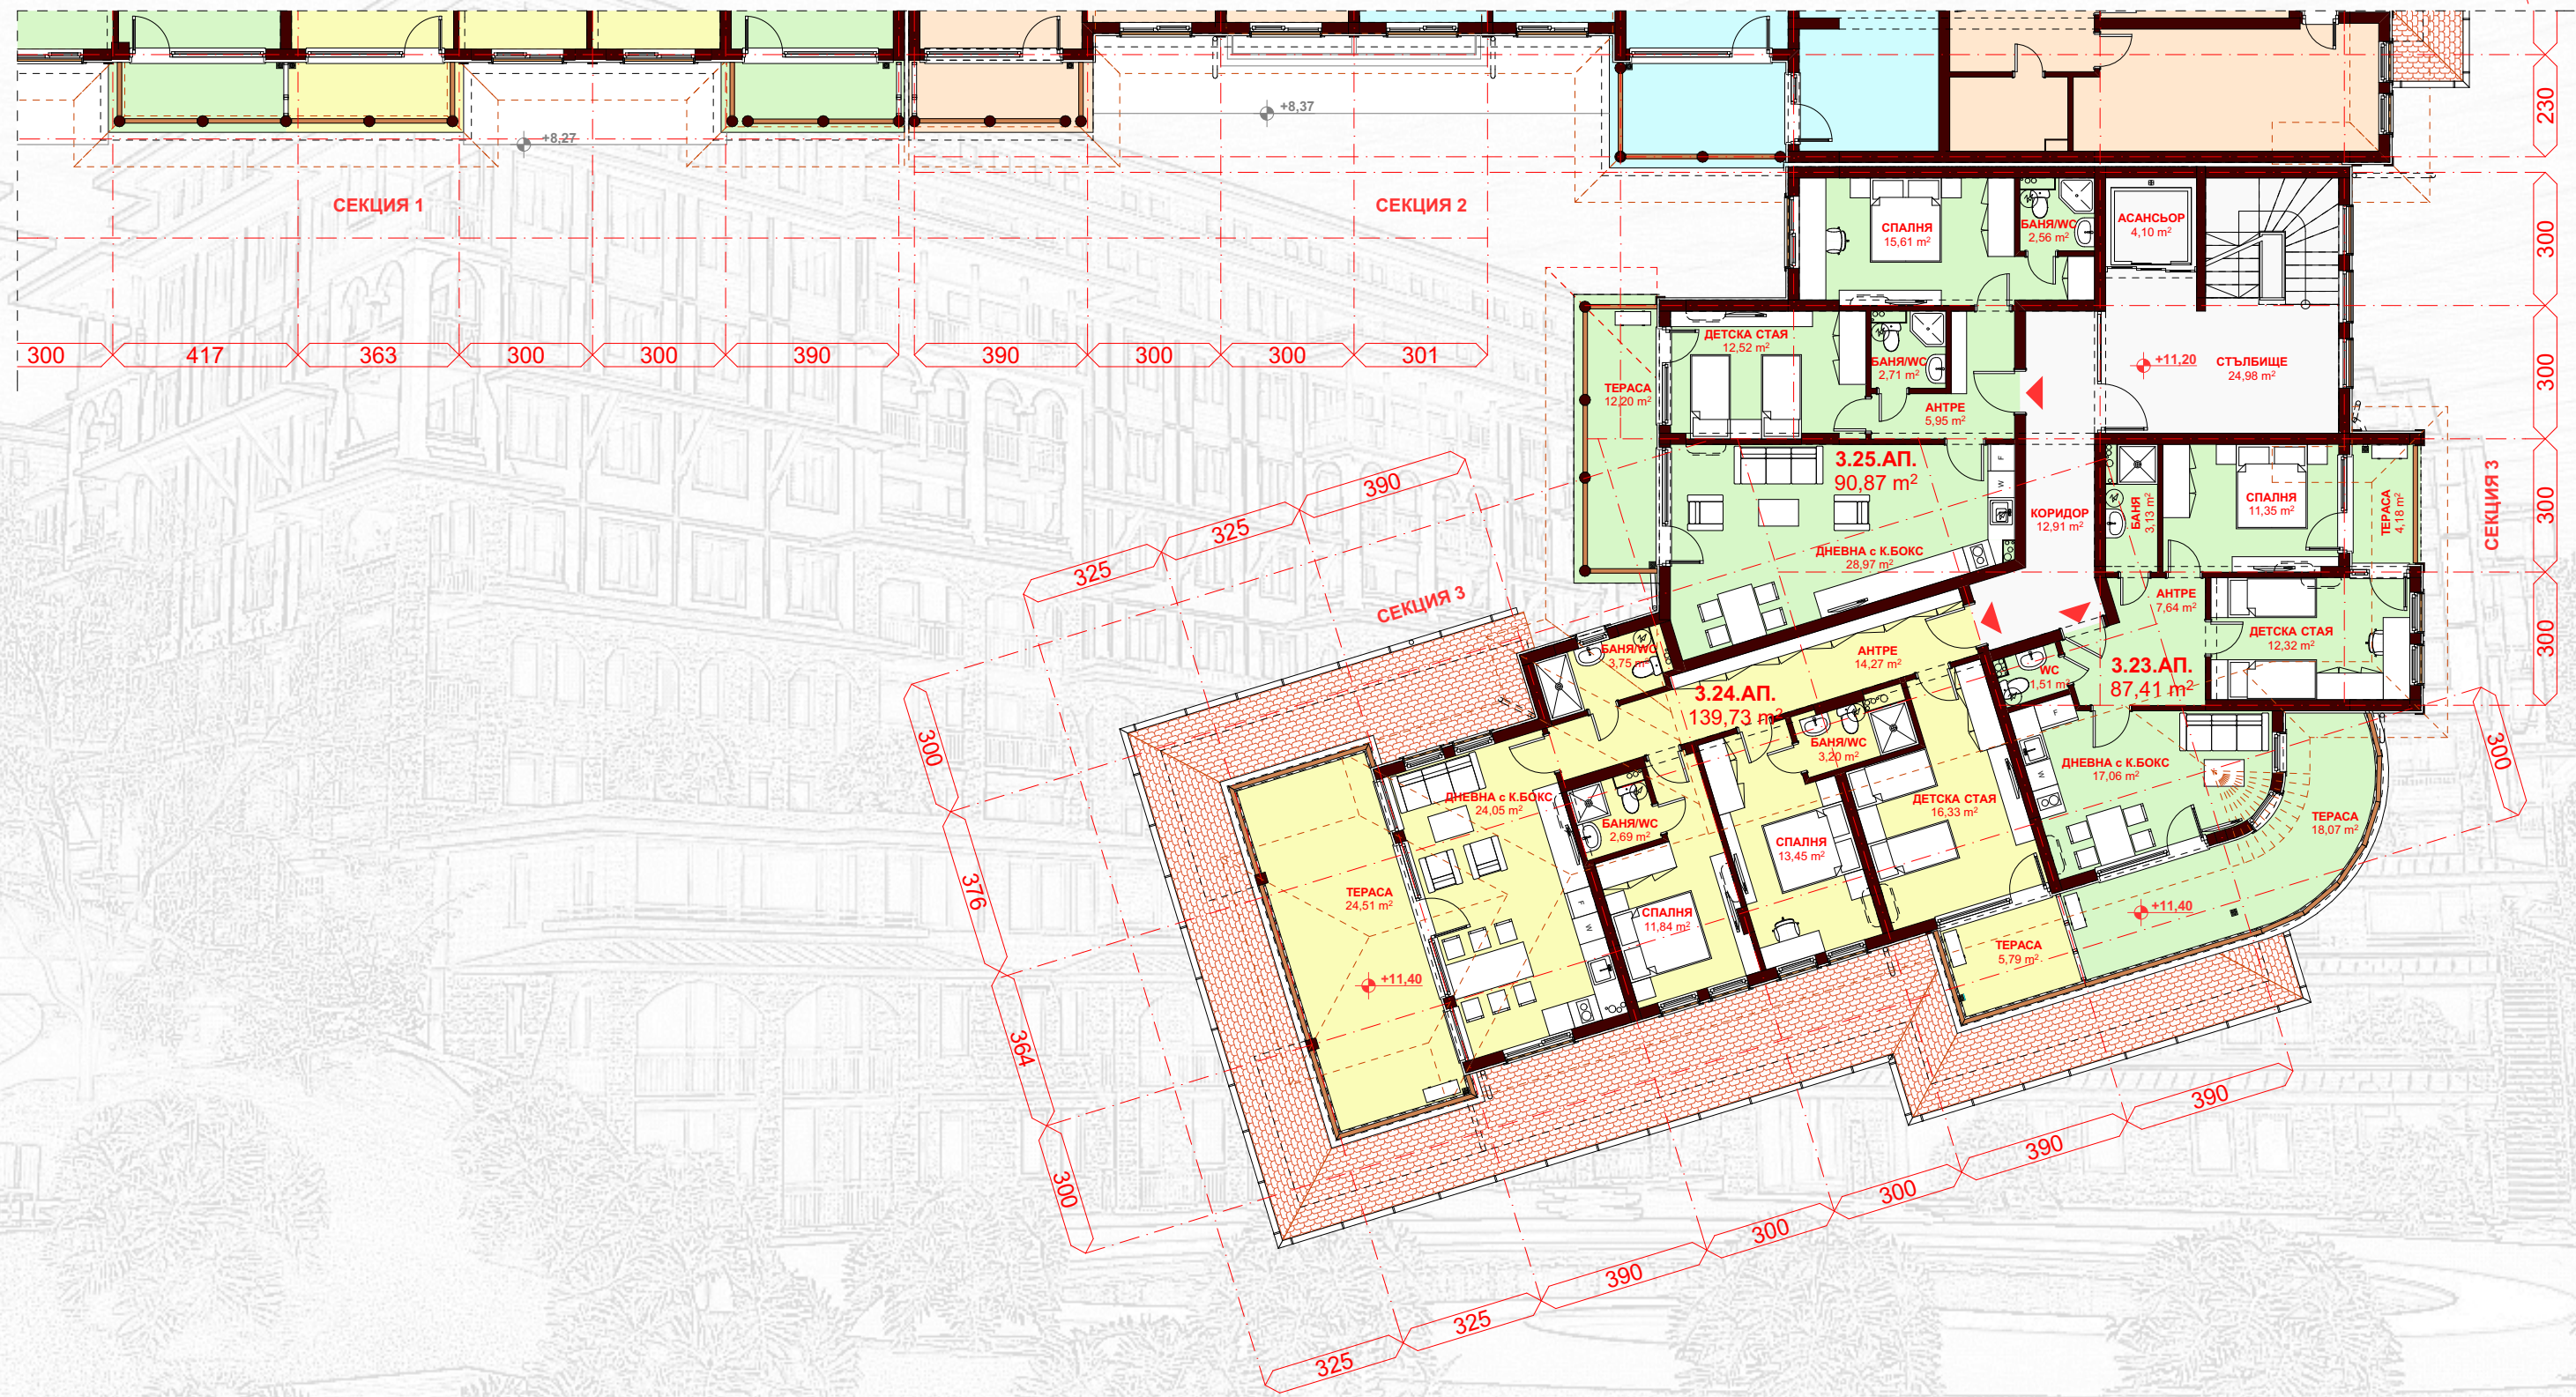 +8,37
+8,27
230
СЕКЦИЯ 1
СЕКЦИЯ 2
300
417
363
300
300
390
390
300
300
301
СПАЛНЯ
15,61 m²
БАНЯ/WC
2,56 m²
АСАНСЬОР
4,10 m²
300
ДЕТСКА СТАЯ
12,52 m²
БАНЯ/WC
2,71 m²
ТЕРАСА
12,20 m²
АНТРЕ
5,95 m²
+11,20
СТЪЛБИЩЕ
24,98 m²
300
3.25.АП.
90,87 m²
F
W
ДНЕВНА с К.БОКС
28,97 m²
КОРИДОР
12,91 m²
БАНЯ
3,13 m²
СПАЛНЯ
11,35 m²
ТЕРАСА
4,18 m²
СЕКЦИЯ 3
300
390
325
325
СЕКЦИЯ 3
АНТРЕ
7,64 m²
ДЕТСКА СТАЯ
12,32 m²
300
БАНЯ/WC
3,75 m²
АНТРЕ
14,27 m²
WC
1,51 m²
3.23.АП.
87,41 m²
3.24.АП.
139,73 m²
F
W
БАНЯ/WC
3,20 m²
ДНЕВНА с К.БОКС
17,06 m²
300
300
ДНЕВНА с К.БОКС
24,05 m²
БАНЯ/WC
2,69 m²
ДЕТСКА СТАЯ
16,33 m²
ТЕРАСА
18,07 m²
СПАЛНЯ
13,45 m²
376
ТЕРАСА
24,51 m²
F
W
СПАЛНЯ
11,84 m²
+11,40
ТЕРАСА
5,79 m²
+11,40
364
300
390
390
300
300
390
325
325